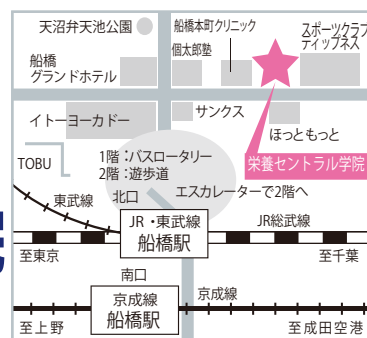 天沼弁天池公園
船橋本町クリニック
スポーツクラブ
ティップネス
個太郎塾
船橋
グランドホテル
イトーヨーカドー
サンクス
ほっともっと
TOBU
1階：バスロータリー
2階：遊歩道
栄養セントラル学院
北口
エスカレーターで2階へ
東武線
JR・東武線
船橋駅
JR総武線
至東京
至千葉
南口
京成線
船橋駅
京成線
至上野
至成田空港